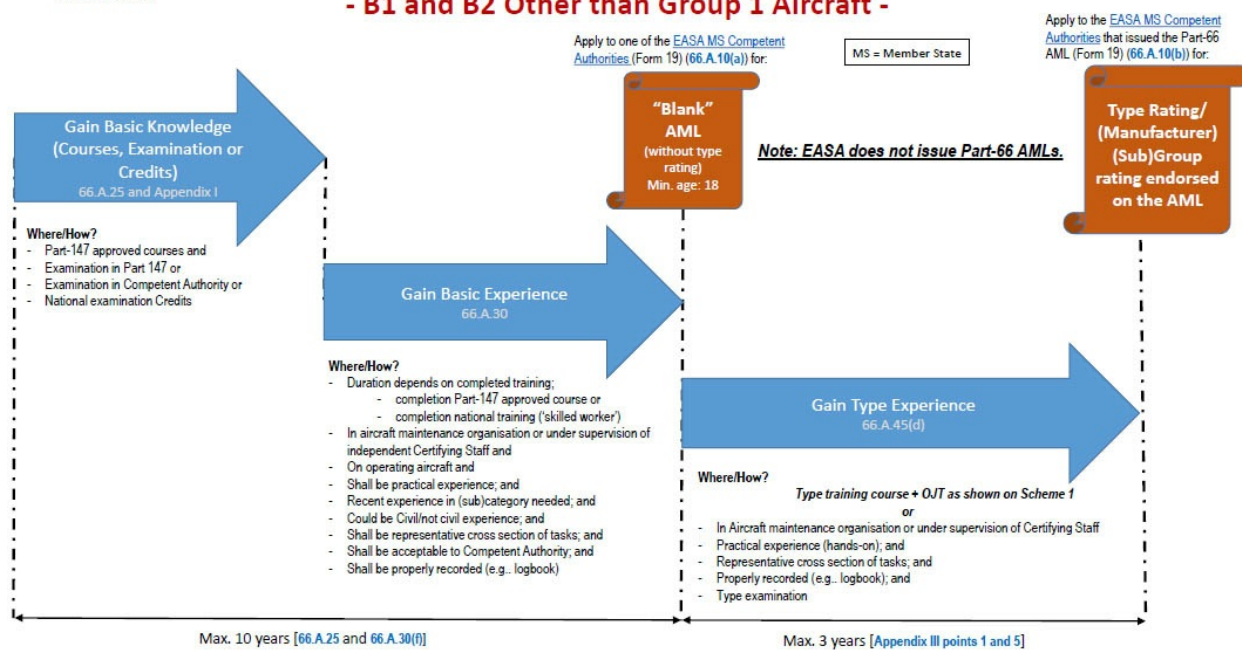 - B1 and B2 Other than Group 1 Aircraft -
Apply to one of the EASA MS Competent
Authorities (Form 19) (66.A.10(a)) for:
MS = Member State
Apply to the EASA MS Competent
Authorities that issued the Part-66
AML (Form 19) (66.A.10(b)) for:
"Blank"
AML
(without type
rating)
Min. age: 18
Note: EASA does not issue Part-66 AMLs.
Type Rating/
(Manufacturer)
(Sub)Group
rating endorsed
on the AML
Gain Basic Knowledge
(Courses, Examination or
Credits)
66.A.25 and Appendix I
Where/How?
- Part-147 approved courses and
- Examination in Part 147 or
- Examination in Competent Authority or
- National examination Credits
Gain Basic Experience
66.A.30
Where/How?
- Duration depends on completed training;
- completion Part-147 approved course or
- completion national training ('skilled worker')
- In aircraft maintenance organisation or under supervision of
independent Certifying Staff and
- On operating aircraft and
- Shall be practical experience; and
- Recent experience in (sub)category needed; and
- Could be Civil/not civil experience; and
- Shall be representative cross section of tasks; and
- Shall be acceptable to Competent Authority; and
- Shall be properly recorded (e.g.. logbook)
Gain Type Experience
66.A.45(d)
Where/How?
Type training course + OJT as shown on Scheme 1
or
- In Aircraft maintenance organisation or under supervision of Certifying Staff
- Practical experience (hands-on); and
- Representative cross section of tasks; and
- Properly recorded (e.g.. logbook); and
- Type examination
Max. 10 years [66.A.25 and 66.A.30(f)]
Max. 3 years [Appendix III points 1 and 5]